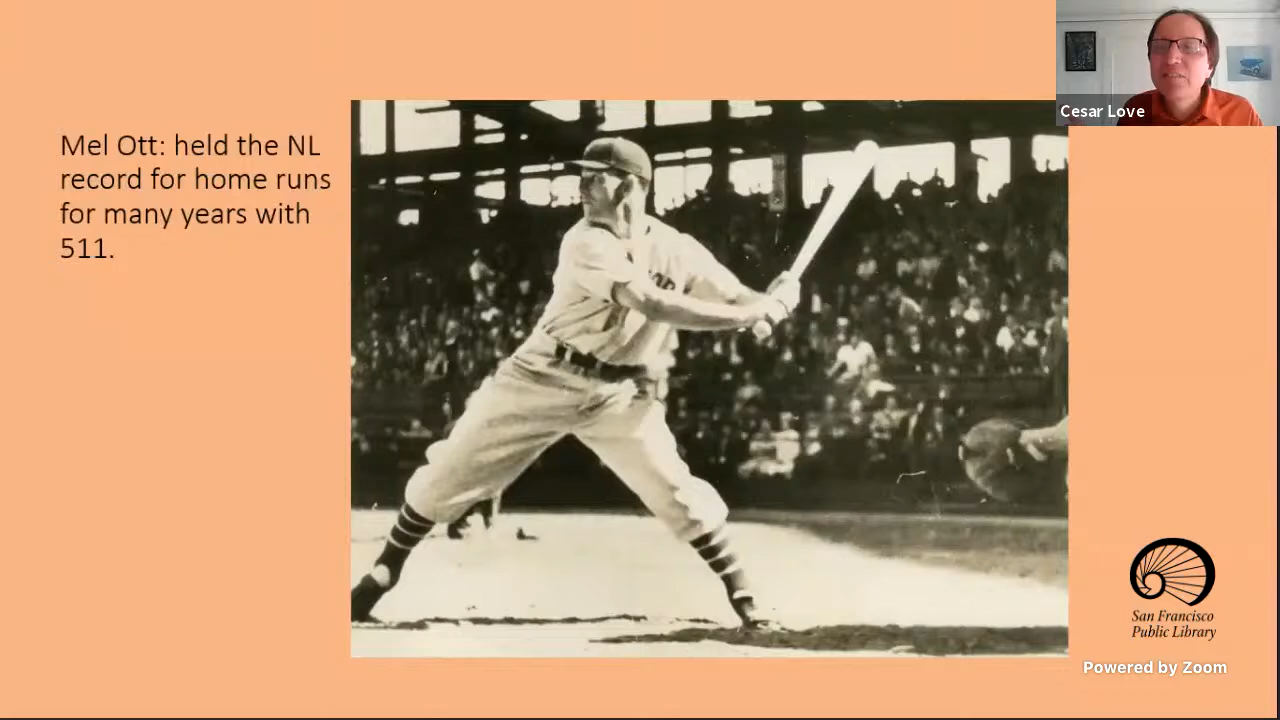 Mel Ott: held the NL
record for home runs
for many years with
511.
Cesar Love
San Francisco
Public Library
Powered by Zoom